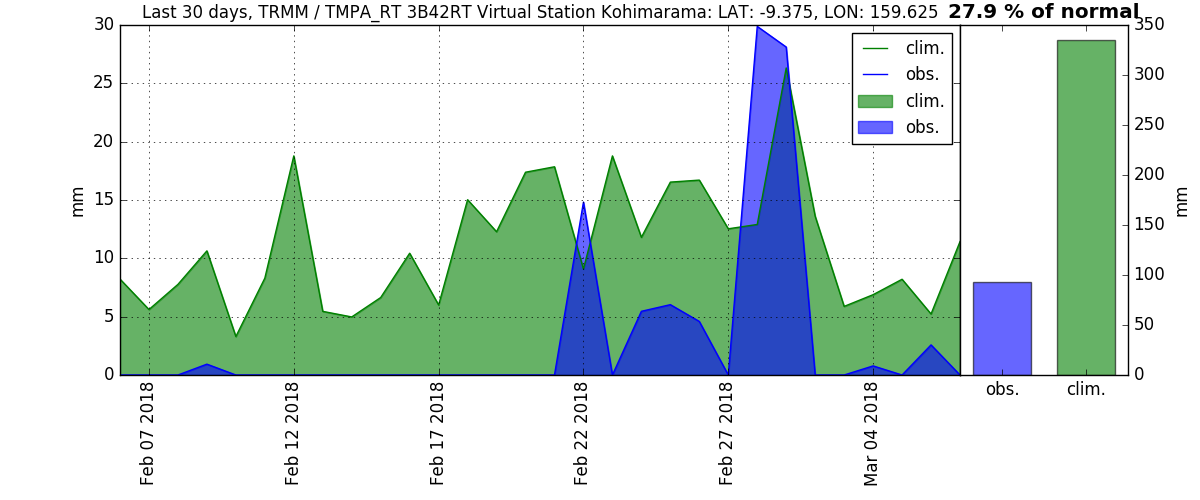 Last 30 days, TRMM / TMPA_RT 3B42RT Virtual Station Kohimarama: LAT: -9.375, LON: 159.625 27.9 % of normal
30
25
20
15
10
5
0
mm
clim.
obs.
clim.
obs.
Feb 07 2018
Feb 12 2018
Feb 17 2018
Feb 22 2018
Feb 27 2018
Mar 04 2018
350
300
250
200
150
100
50
0
mm
obs. clim.